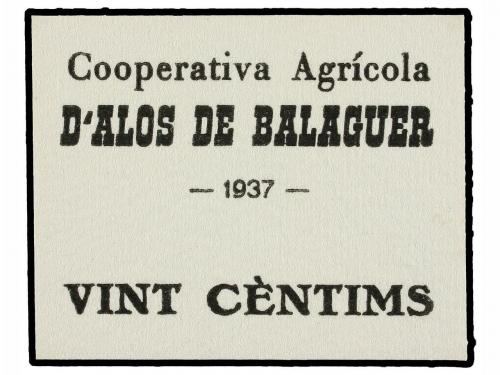 Cooperativa Agrícola
D'ALOS DE BALAGUER
— 1937 —
VINT CÈNTIMS